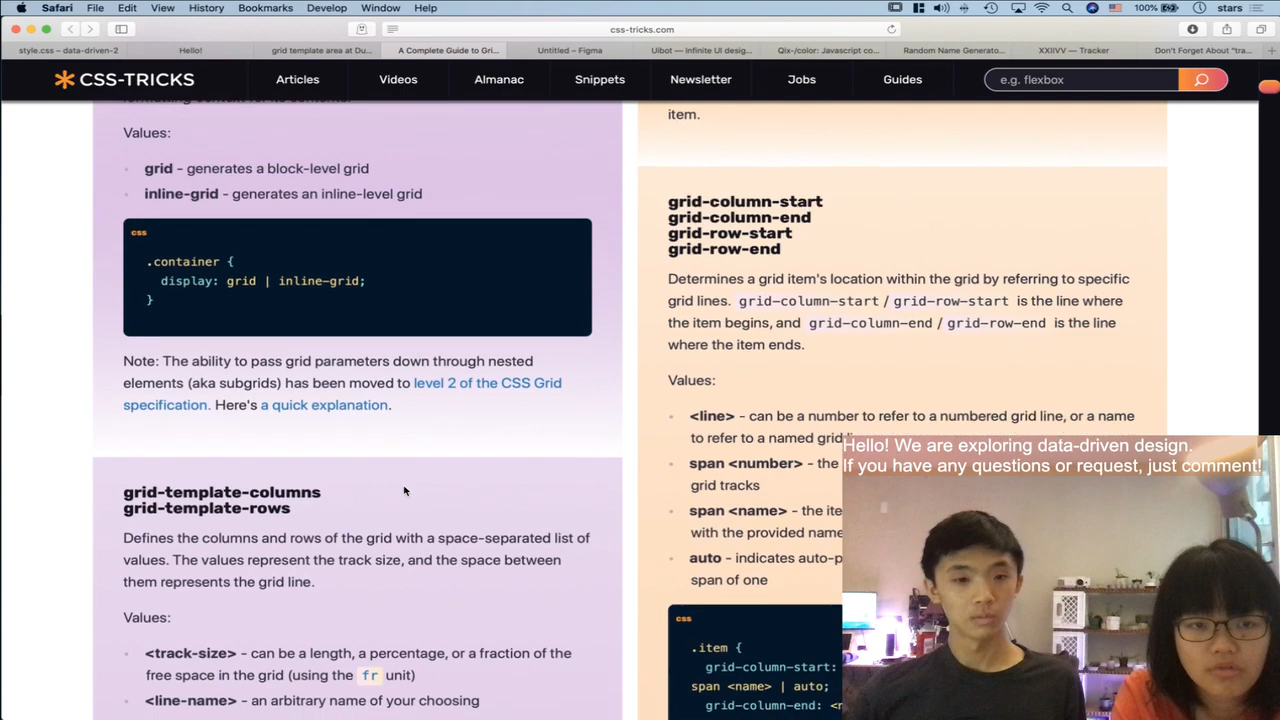 Safari File Edit View History Bookmarks Develop Window Help 100% stars
css-tricks.com
style.css – data-driven-2 Hello! grid template area at Du... A Complete Guide to Gri... Untitled – Figma Uibot — Infinite UI desig... Qix-/color: Javascript co... Random Name Generato... XXIIVV — Tracker Don't Forget About "tra...
CSS-TRICKS Articles Videos Almanac Snippets Newsletter Jobs Guides e.g. flexbox
Values:
grid - generates a block-level grid
inline-grid - generates an inline-level grid
css
.container {
display: grid | inline-grid;
}
Note: The ability to pass grid parameters down through nested
elements (aka subgrids) has been moved to level 2 of the CSS Grid
specification. Here's a quick explanation.
grid-template-columns
grid-template-rows
Defines the columns and rows of the grid with a space-separated list of
values. The values represent the track size, and the space between
them represents the grid line.
Values:
<track-size> - can be a length, a percentage, or a fraction of the
free space in the grid (using the fr unit)
<line-name> - an arbitrary name of your choosing
item.
grid-column-start
grid-column-end
grid-row-start
grid-row-end
Determines a grid item's location within the grid by referring to specific
grid lines. grid-column-start / grid-row-start is the line where
the item begins, and grid-column-end / grid-row-end is the line
where the item ends.
Values:
<line> - can be a number to refer to a numbered grid line, or a name
to refer to a named grid
span <number> - the
grid tracks
span <name> - the
with the provided name
auto - indicates auto-p
span of one
css
.item {
grid-column-start:
span <name> | auto;
grid-column-end:
Hello! We are exploring data-driven design.
If you have any questions or request, just comment!